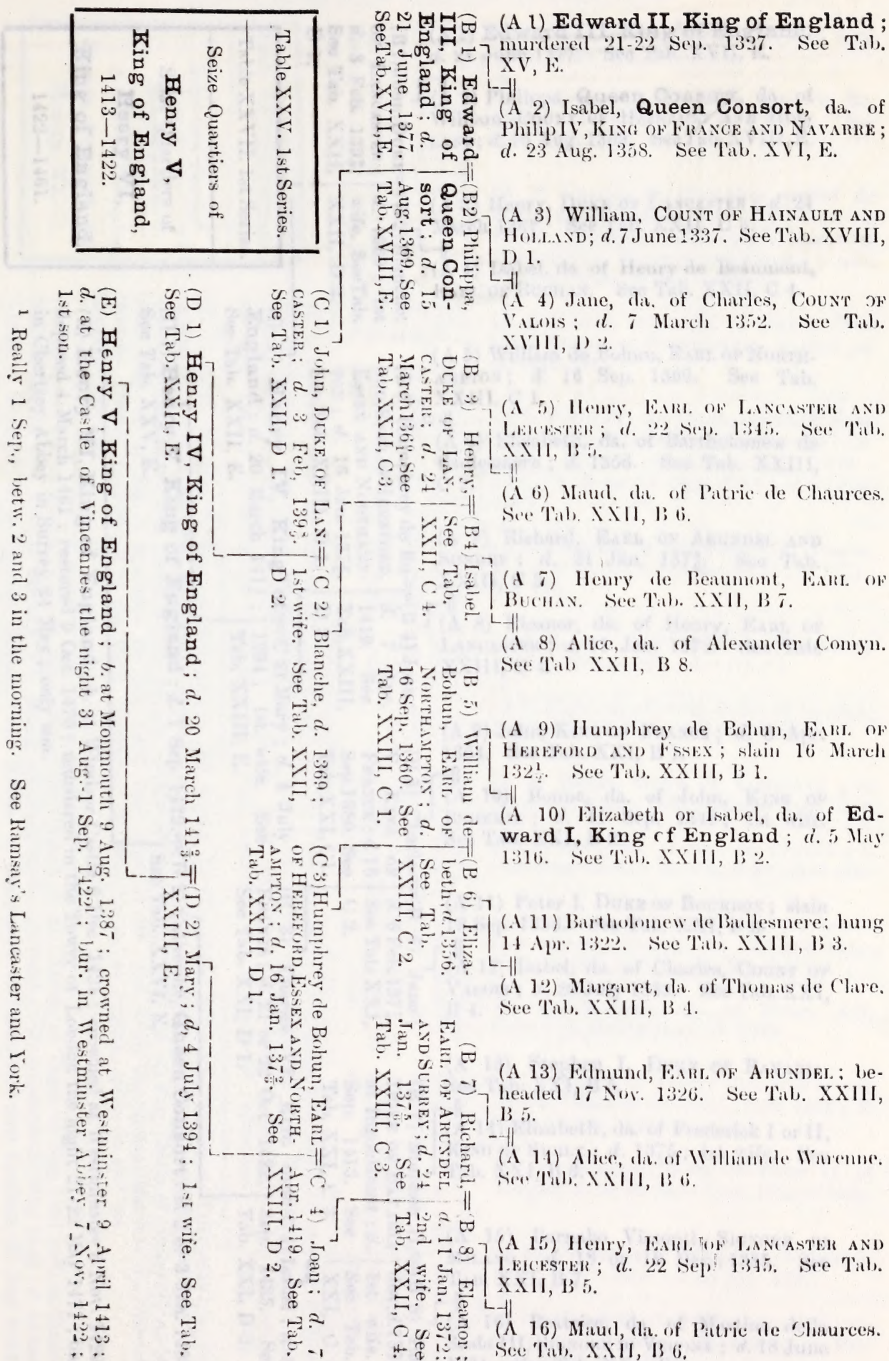 Table XXV. 1st Series.
Seize Quartiers of
Henry V,
King of England,
1413—1422.
(A 1) Edward II, King of England ;
murdered 21-22 Sep. 1327. See Tab.
XV, E.
(A 2) Isabel, Queen Consort, da. of
Philip IV, KING OF FRANCE AND NAVARRE ;
d. 23 Aug. 1358. See Tab. XVI, E.
(A 3) William, COUNT OF HAINAULT AND
HOLLAND; d. 7 June 1337. See Tab. XVIII,
D 1.
(A 4) Jane, da. of Charles, COUNT OF
VALOIS ; d. 7 March 1352. See Tab.
XVIII, D 2.
(A 5) Henry, EARL OF LANCASTER AND
LEICESTER ; d. 22 Sep. 1345. See Tab.
XXII, B 5.
(A 6) Maud, da. of Patric de Chaurces.
See Tab. XXII, B 6.
(A 7) Henry de Beaumont, EARL OF
BUCHAN. See Tab. XXII, B 7.
(A 8) Alice, da. of Alexander Comyn.
See Tab XXII, B 8.
(A 9) Humphrey de Bohun, EARL OF
HEREFORD AND ESSEX ; slain 16 March
132½. See Tab. XXIII, B 1.
(A 10) Elizabeth or Isabel, da. of Ed-
ward I, King of England ; d. 5 May
1316. See Tab. XXIII, B 2.
(A 11) Bartholomew de Badlesmere; hung
14 Apr. 1322. See Tab. XXIII, B 3.
(A 12) Margaret, da. of Thomas de Clare.
See Tab. XXIII, B 4.
(A 13) Edmund, EARL OF ARUNDEL ; be-
headed 17 Nov. 1326. See Tab. XXIII,
B 5.
(A 14) Alice, da. of William de Warenne.
See Tab. XXIII, B 6.
(A 15) Henry, EARL OF LANCASTER AND
LEICESTER ; d. 22 Sep. 1345. See Tab.
XXII, B 5.
(A 16) Maud, da. of Patric de Chaurces.
See Tab. XXII, B 6.
(B 1) Edward
III, King of
England ; d.
21 June 1377.
See Tab. XVII, E.
(B 2) Philippa,
Queen Con-
sort ; d. 15
Aug. 1369. See
Tab. XVIII, E.
(B 3) Henry,
DUKE OF LAN-
CASTER ; d. 24
March See
Tab. XXII, C 3.
(B 4) Isabel.
See Tab.
XXII, C 4.
(B 5) William de
Bohun, EARL OF
NORTHAMPTON ; d.
16 Sep. 1360. See
Tab. XXIII, C 1.
(B 6) Eliza-
beth; d. 1356.
See Tab.
XXIII, C 2.
(B 7) Richard,
EARL OF ARUNDEL
AND SURREY ; d. 24
Jan. See
Tab. XXIII, C 3.
(B 8) Eleanor ;
d. 11 Jan. 1372 ;
2nd wife. See
Tab. XXII, C 4.
(C 1) John, DUKE OF LAN-
CASTER ; d. 3 Feb,
See Tab. XXII, D 1.
C 2) Blanche, d. 1369 ;
1st wife. See Tab. XXII,
D 2.
(C 3) Humphrey de Bohun, EARL
OF HEREFORD, ESSEX AND NORTH-
AMPTON ; d. 16 Jan. See
Tab. XXIII, D 1.
(C 4) Joan ; d. 7
Apr. 1419. See Tab.
XXIII, D 2.
(D 1) Henry IV, King of England ; d. 20 March
See Tab. XXII, E.
(D 2) Mary ; d, 4 July 1394 ; 1st wife. See Tab.
XXIII, E.
(E) Henry V, King of England ; b. at Monmouth 9 Aug. 1387 ; crowned at Westminster 9 April 1413 ;
d. at the Castle of Vincennes the night 31 Aug.-1 Sep. 1422¹ ; bur. in Westminster Abbey 7 Nov. 1422 ;
1st son.
¹ Really 1 Sep., betw. 2 and 3 in the morning. See Ramsay's Lancaster and York.